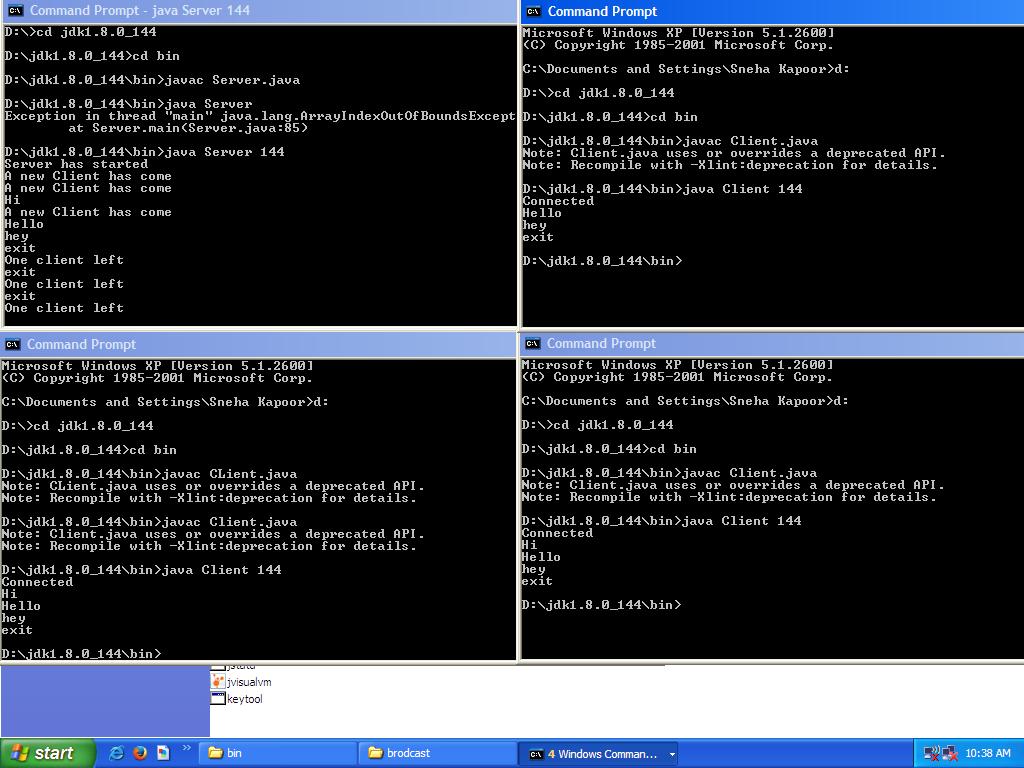 Command Prompt - java Server 144
D:\>cd jdk1.8.0_144
D:\jdk1.8.0_144>cd bin
D:\jdk1.8.0_144\bin>javac Server.java
D:\jdk1.8.0_144\bin>java Server
Exception in thread "main" java.lang.ArrayIndexOutOfBoundsExcept
at Server.main(Server.java:85)
D:\jdk1.8.0_144\bin>java Server 144
Server has started
A new Client has come
A new Client has come
Hi
A new Client has come
Hello
hey
exit
One client left
exit
One client left
exit
One client left
Command Prompt
Microsoft Windows XP [Version 5.1.2600]
(C) Copyright 1985-2001 Microsoft Corp.
C:\Documents and Settings\Sneha Kapoor>d:
D:\>cd jdk1.8.0_144
D:\jdk1.8.0_144>cd bin
D:\jdk1.8.0_144\bin>javac Client.java
Note: Client.java uses or overrides a deprecated API.
Note: Recompile with -Xlint:deprecation for details.
D:\jdk1.8.0_144\bin>java Client 144
Connected
Hello
hey
exit
D:\jdk1.8.0_144\bin>
Command Prompt
Microsoft Windows XP [Version 5.1.2600]
(C) Copyright 1985-2001 Microsoft Corp.
C:\Documents and Settings\Sneha Kapoor>d:
D:\>cd jdk1.8.0_144
D:\jdk1.8.0_144>cd bin
D:\jdk1.8.0_144\bin>javac CLient.java
Note: CLient.java uses or overrides a deprecated API.
Note: Recompile with -Xlint:deprecation for details.
D:\jdk1.8.0_144\bin>javac Client.java
Note: Client.java uses or overrides a deprecated API.
Note: Recompile with -Xlint:deprecation for details.
D:\jdk1.8.0_144\bin>java Client 144
Connected
Hi
Hello
hey
exit
D:\jdk1.8.0_144\bin>
Command Prompt
Microsoft Windows XP [Version 5.1.2600]
(C) Copyright 1985-2001 Microsoft Corp.
C:\Documents and Settings\Sneha Kapoor>d:
D:\>cd jdk1.8.0_144
D:\jdk1.8.0_144>cd bin
D:\jdk1.8.0_144\bin>javac Client.java
Note: Client.java uses or overrides a deprecated API.
Note: Recompile with -Xlint:deprecation for details.
D:\jdk1.8.0_144\bin>java Client 144
Connected
Hi
Hello
hey
exit
D:\jdk1.8.0_144\bin>
jvisualvm
keytool
start
bin
brodcast
4 Windows Comman...
10:38 AM